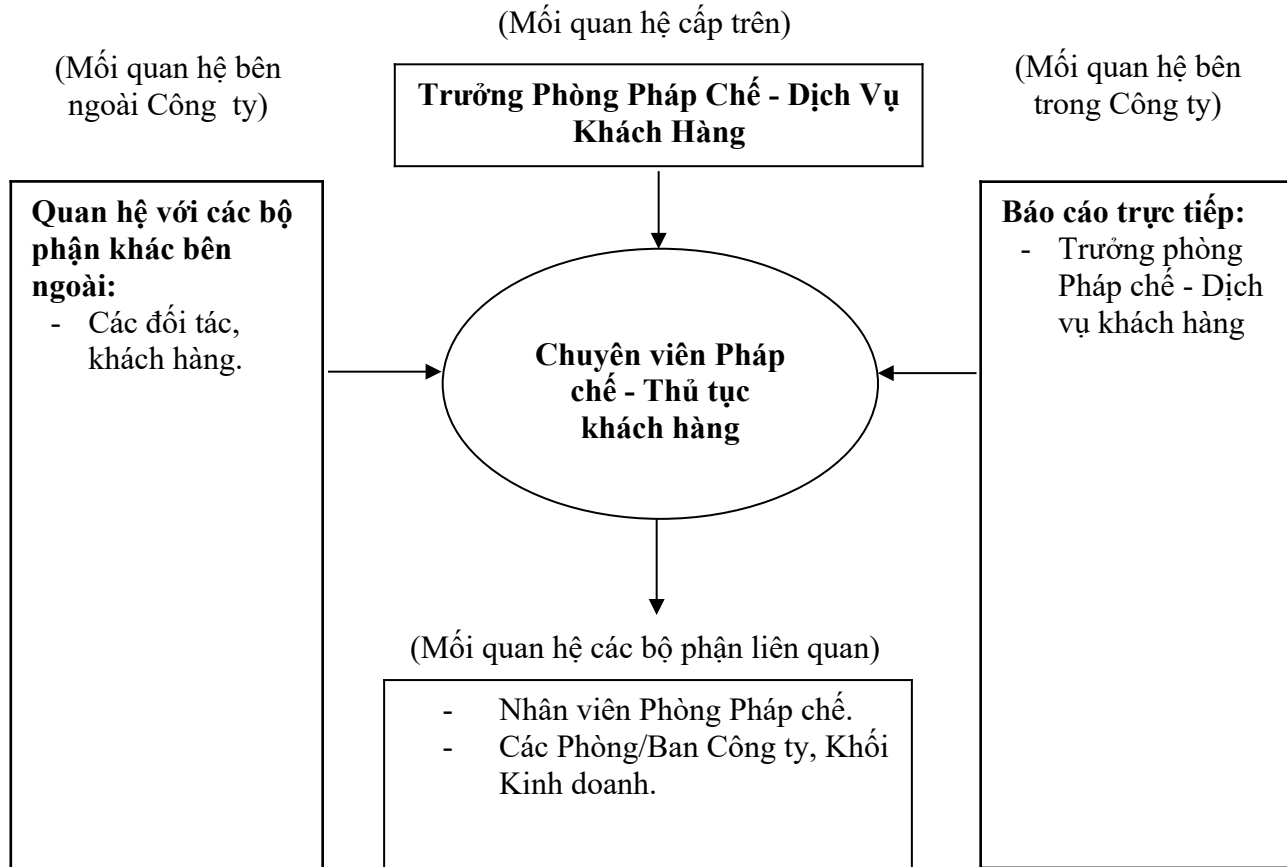 (Mối quan hệ cấp trên)
(Mối quan hệ bên
ngoài Công  ty)
(Mối quan hệ bên
trong Công ty)
Trưởng Phòng Pháp Chế - Dịch Vụ
Khách Hàng
Quan hệ với các bộ
phận khác bên
ngoài:
- Các đối tác,
khách hàng.
Chuyên viên Pháp
chế - Thủ tục
khách hàng
Báo cáo trực tiếp:
- Trưởng phòng
Pháp chế - Dịch
vụ khách hàng
(Mối quan hệ các bộ phận liên quan)
- Nhân viên Phòng Pháp chế.
- Các Phòng/Ban Công ty, Khối
Kinh doanh.